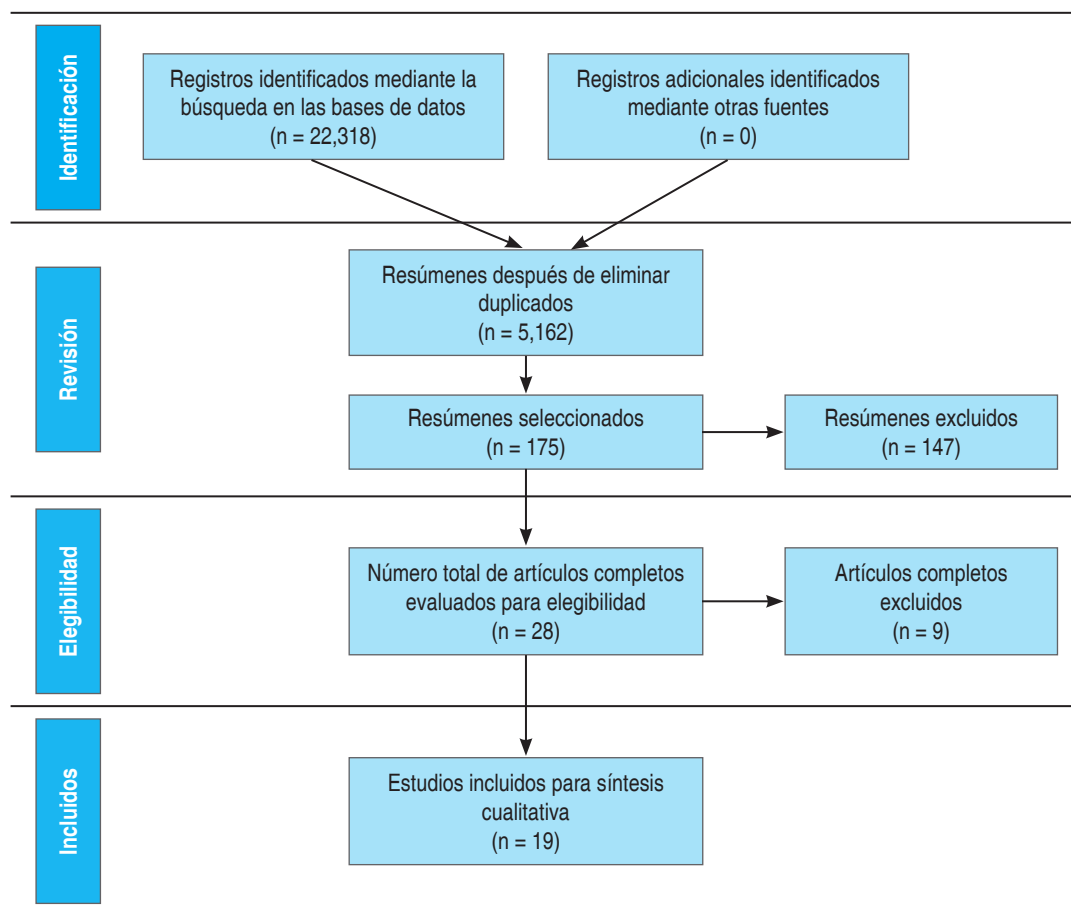 Identificación
Registros identificados mediante la
búsqueda en las bases de datos
(n = 22,318)
Registros adicionales identificados
mediante otras fuentes
(n = 0)
Revisión
Resúmenes después de eliminar
duplicados
(n = 5,162)
Resúmenes seleccionados
(n = 175)
Resúmenes excluidos
(n = 147)
Elegibilidad
Número total de artículos completos
evaluados para elegibilidad
(n = 28)
Artículos completos
excluidos
(n = 9)
Incluidos
Estudios incluidos para síntesis
cualitativa
(n = 19)